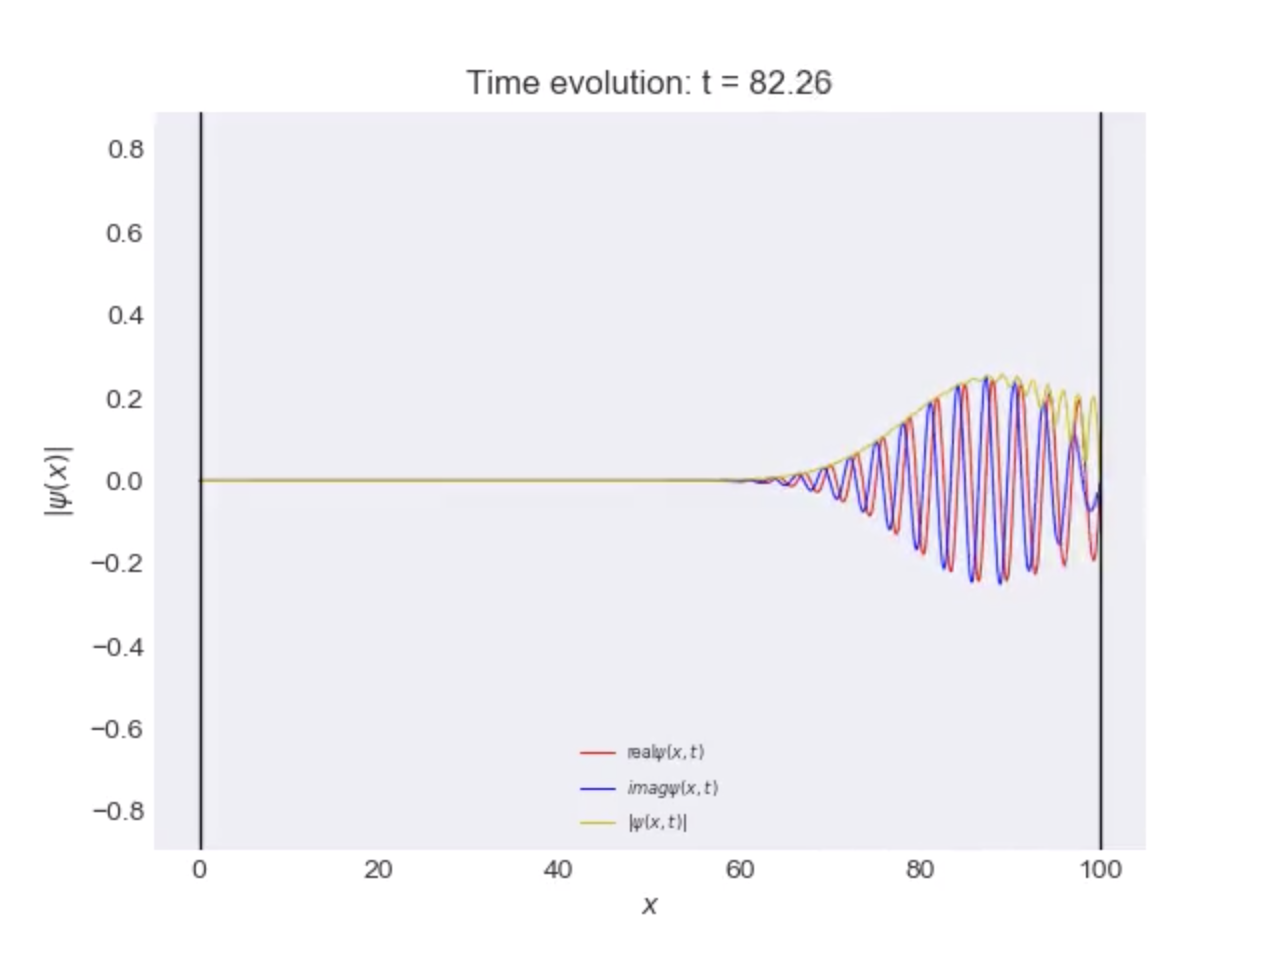 Time evolution: t = 82.26
0.8
0.6
0.4
0.2
0.0
−0.2
−0.4
−0.6
−0.8
|ψ(x)|
realψ(x, t)
imagψ(x, t)
|ψ(x, t)|
0 20 40 60 80 100
x